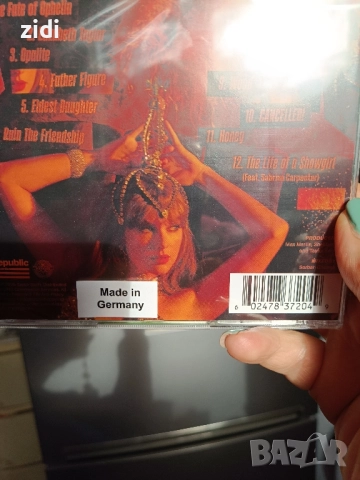 zidi
e Fate of Ophelia
3. Opalite
4. Father Figure
5. Eldest Daughter
Ruin The Friendship
10. CANCELLED!
11. Honey
12. The Life of a Showgirl
(feat. Sabrina Carpenter)
republic
Made in
Germany
02478 37204
BAZAR